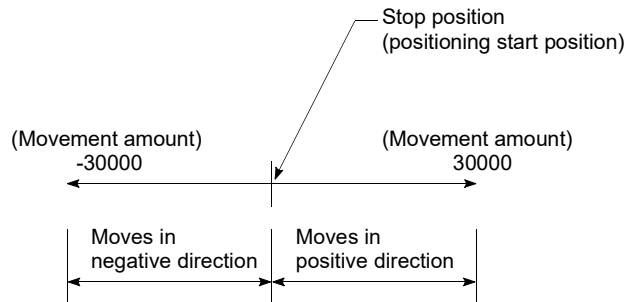 Stop position
(positioning start position)
(Movement amount)
-30000
(Movement amount)
30000
Moves in
negative direction
Moves in
positive direction